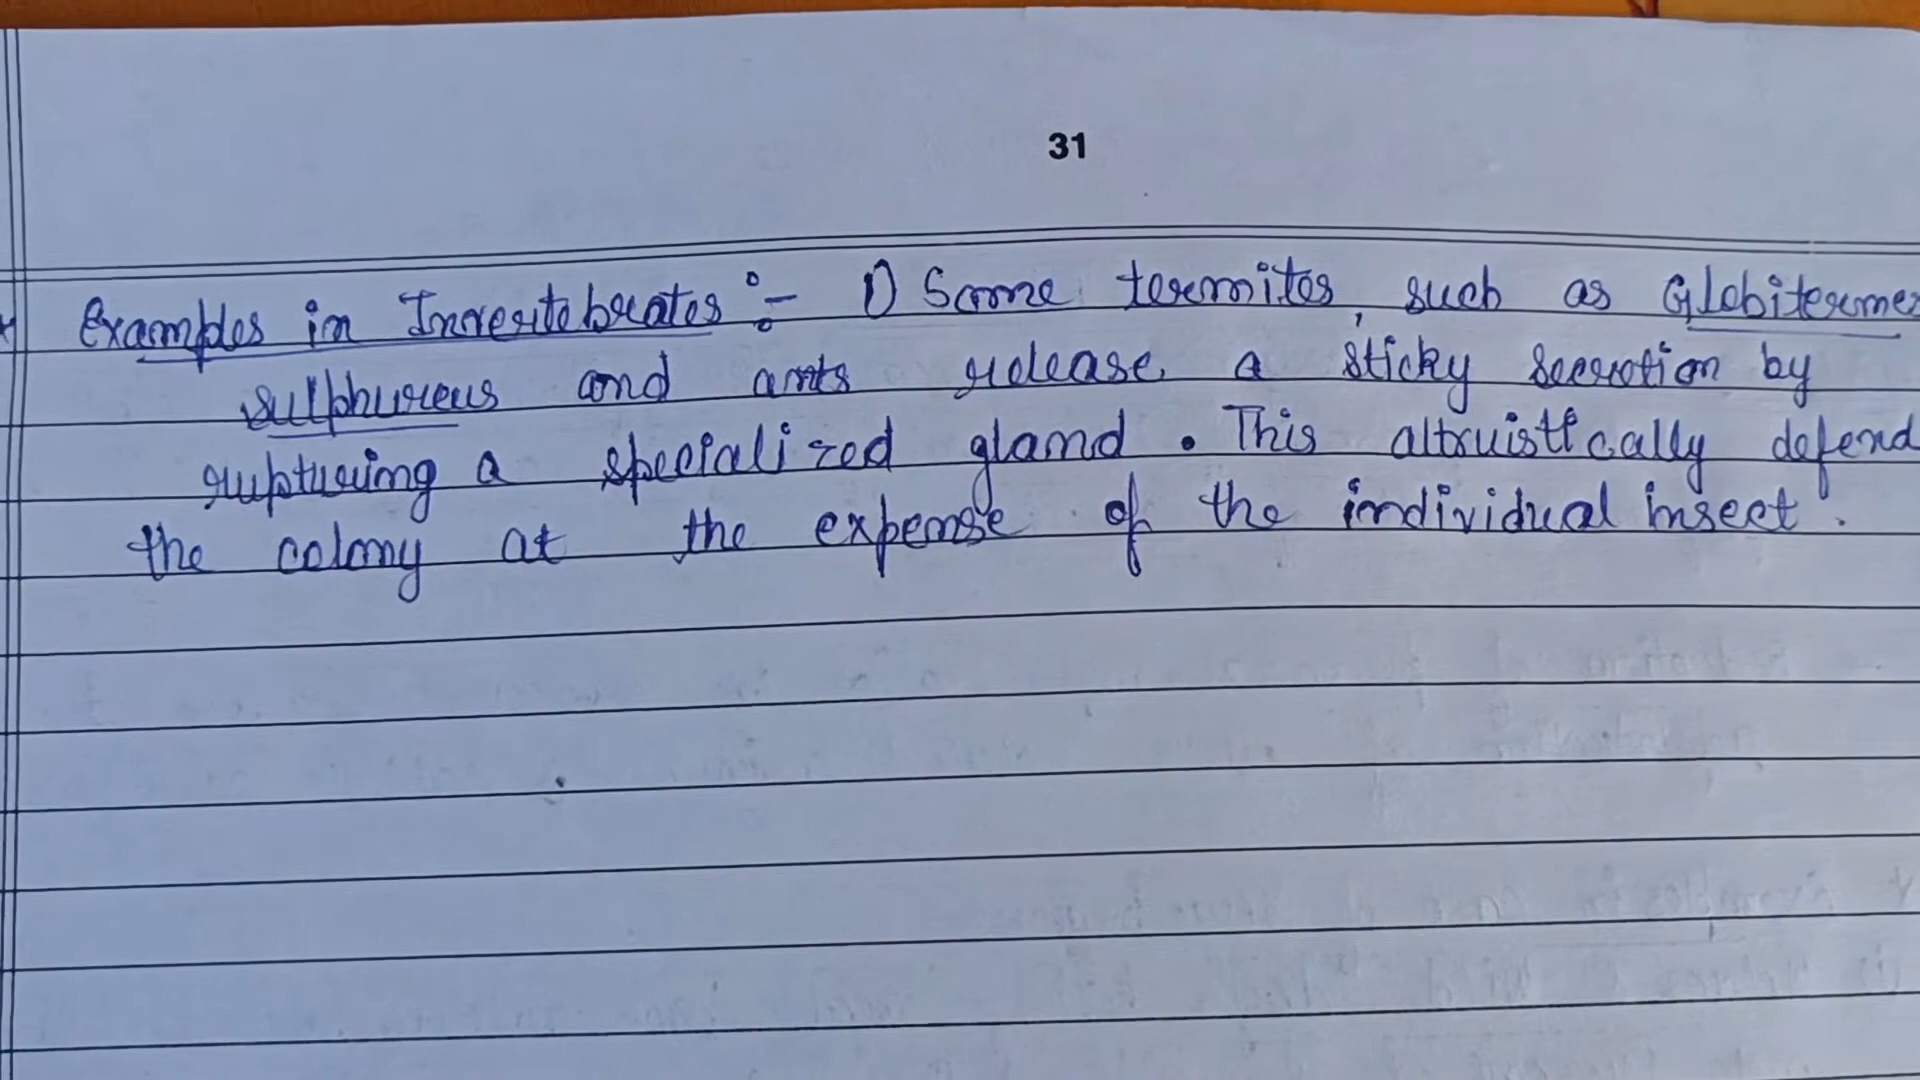 31
Examples in Invertebrates :- 1) Some termites, such as Globitermes
sulphureus and ants release a sticky secretion by
rupturing a specialized gland. This altruistically defend
the colony at the expense of the individual insect.